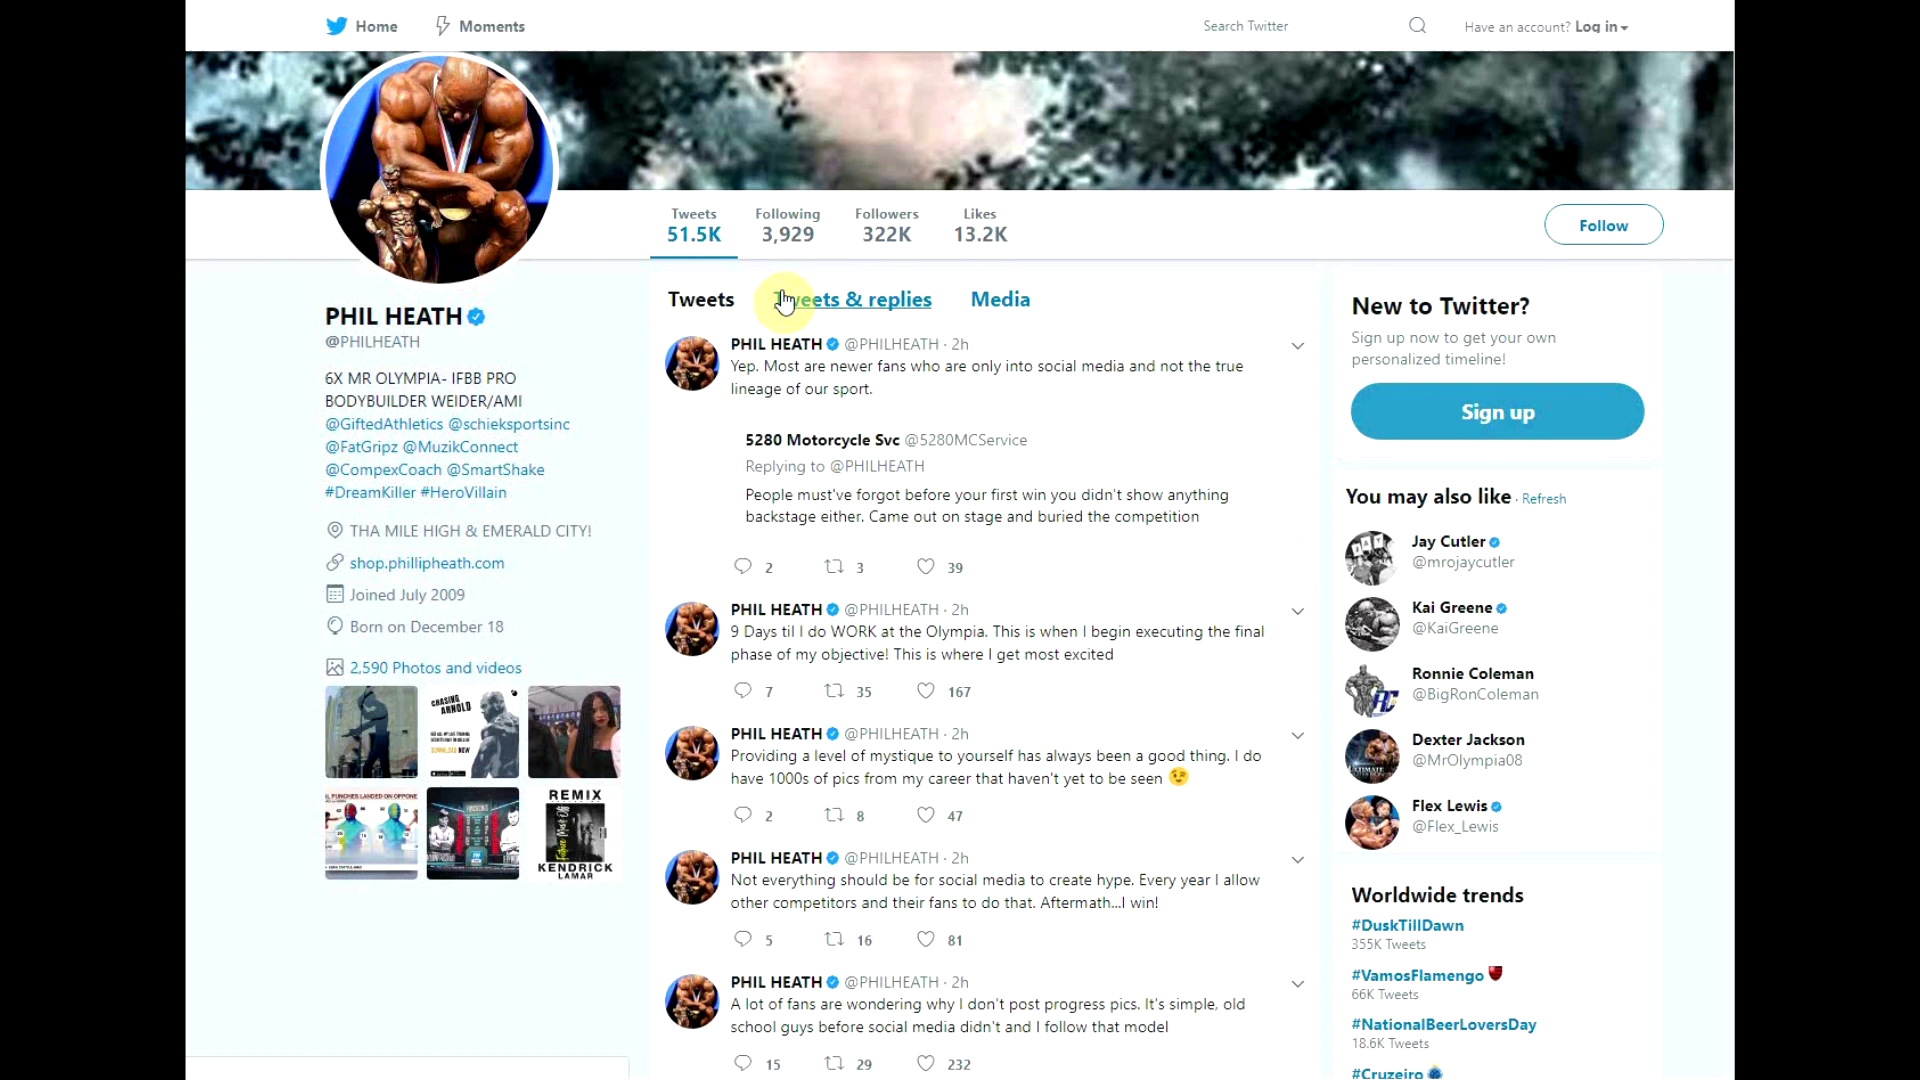 Home
Moments
Search Twitter
Have an account? Log in
Tweets
51.5K
Following
3,929
Followers
322K
Likes
13.2K
Follow
PHIL HEATH
@PHILHEATH
6X MR OLYMPIA- IFBB PRO
BODYBUILDER WEIDER/AMI
@GiftedAthletics @schieksportsinc
@FatGripz @MuzikConnect
@CompexCoach @SmartShake
#DreamKiller #HeroVillain
THA MILE HIGH & EMERALD CITY!
shop.phillipheath.com
Joined July 2009
Born on December 18
2,590 Photos and videos
CHASING
ARNOLD
DOWNLOAD NOW
REMIX
KENDRICK
LAMAR
Tweets
Tweets & replies
Media
PHIL HEATH @PHILHEATH · 2h
Yep. Most are newer fans who are only into social media and not the true
lineage of our sport.
5280 Motorcycle Svc @5280MCService
Replying to @PHILHEATH
People must've forgot before your first win you didn't show anything
backstage either. Came out on stage and buried the competition
2 3 39
PHIL HEATH @PHILHEATH · 2h
9 Days til I do WORK at the Olympia. This is when I begin executing the final
phase of my objective! This is where I get most excited
7 35 167
PHIL HEATH @PHILHEATH · 2h
Providing a level of mystique to yourself has always been a good thing. I do
have 1000s of pics from my career that haven't yet to be seen 😉
2 8 47
PHIL HEATH @PHILHEATH · 2h
Not everything should be for social media to create hype. Every year I allow
other competitors and their fans to do that. Aftermath...I win!
5 16 81
PHIL HEATH @PHILHEATH · 2h
A lot of fans are wondering why I don't post progress pics. It's simple, old
school guys before social media didn't and I follow that model
15 29 232
New to Twitter?
Sign up now to get your own
personalized timeline!
Sign up
You may also like · Refresh
Jay Cutler
@mrojaycutler
Kai Greene
@KaiGreene
Ronnie Coleman
@BigRonColeman
Dexter Jackson
@MrOlympia08
Flex Lewis
@Flex_Lewis
Worldwide trends
#DuskTillDawn
355K Tweets
#VamosFlamengo
66K Tweets
#NationalBeerLoversDay
18.6K Tweets
#Cruzeiro